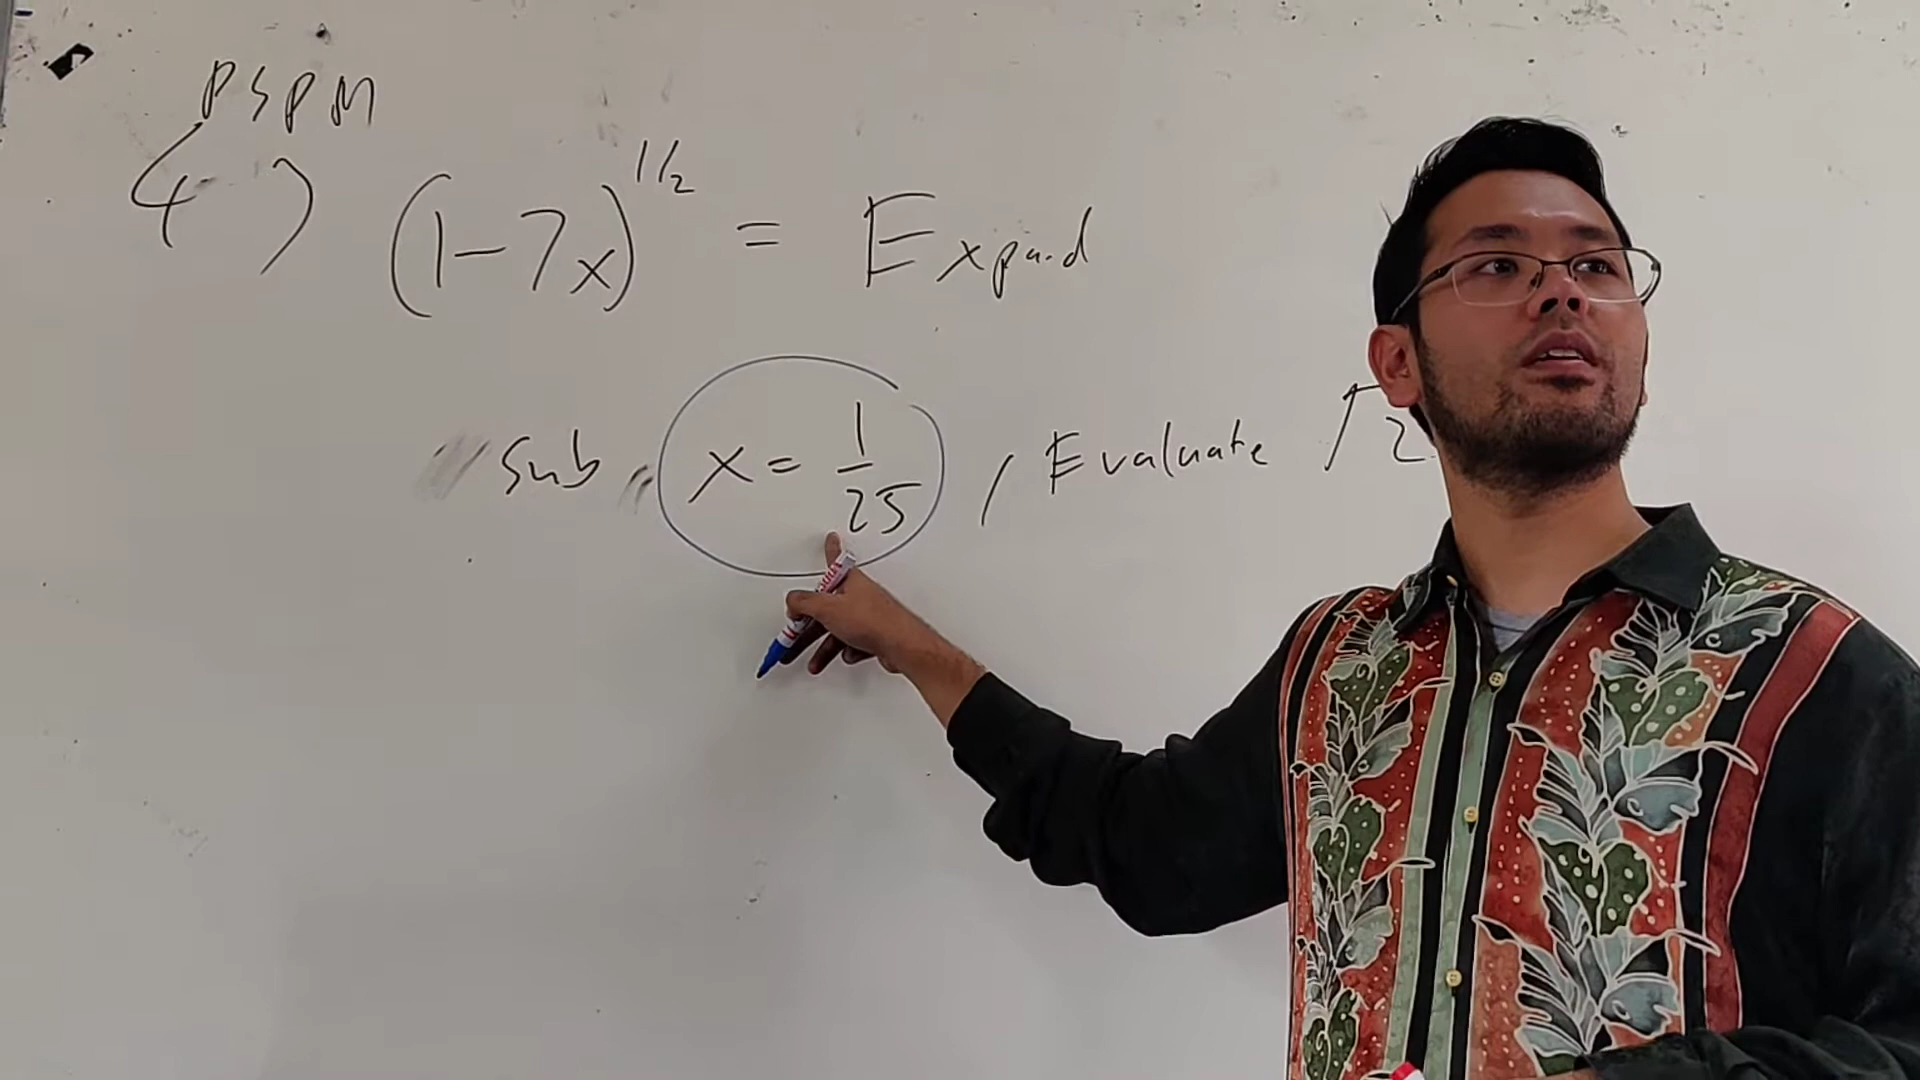 PSPM
4) (1-7x)^{1/2} = Expand
Sub x = 1/25 , Evaluate √2